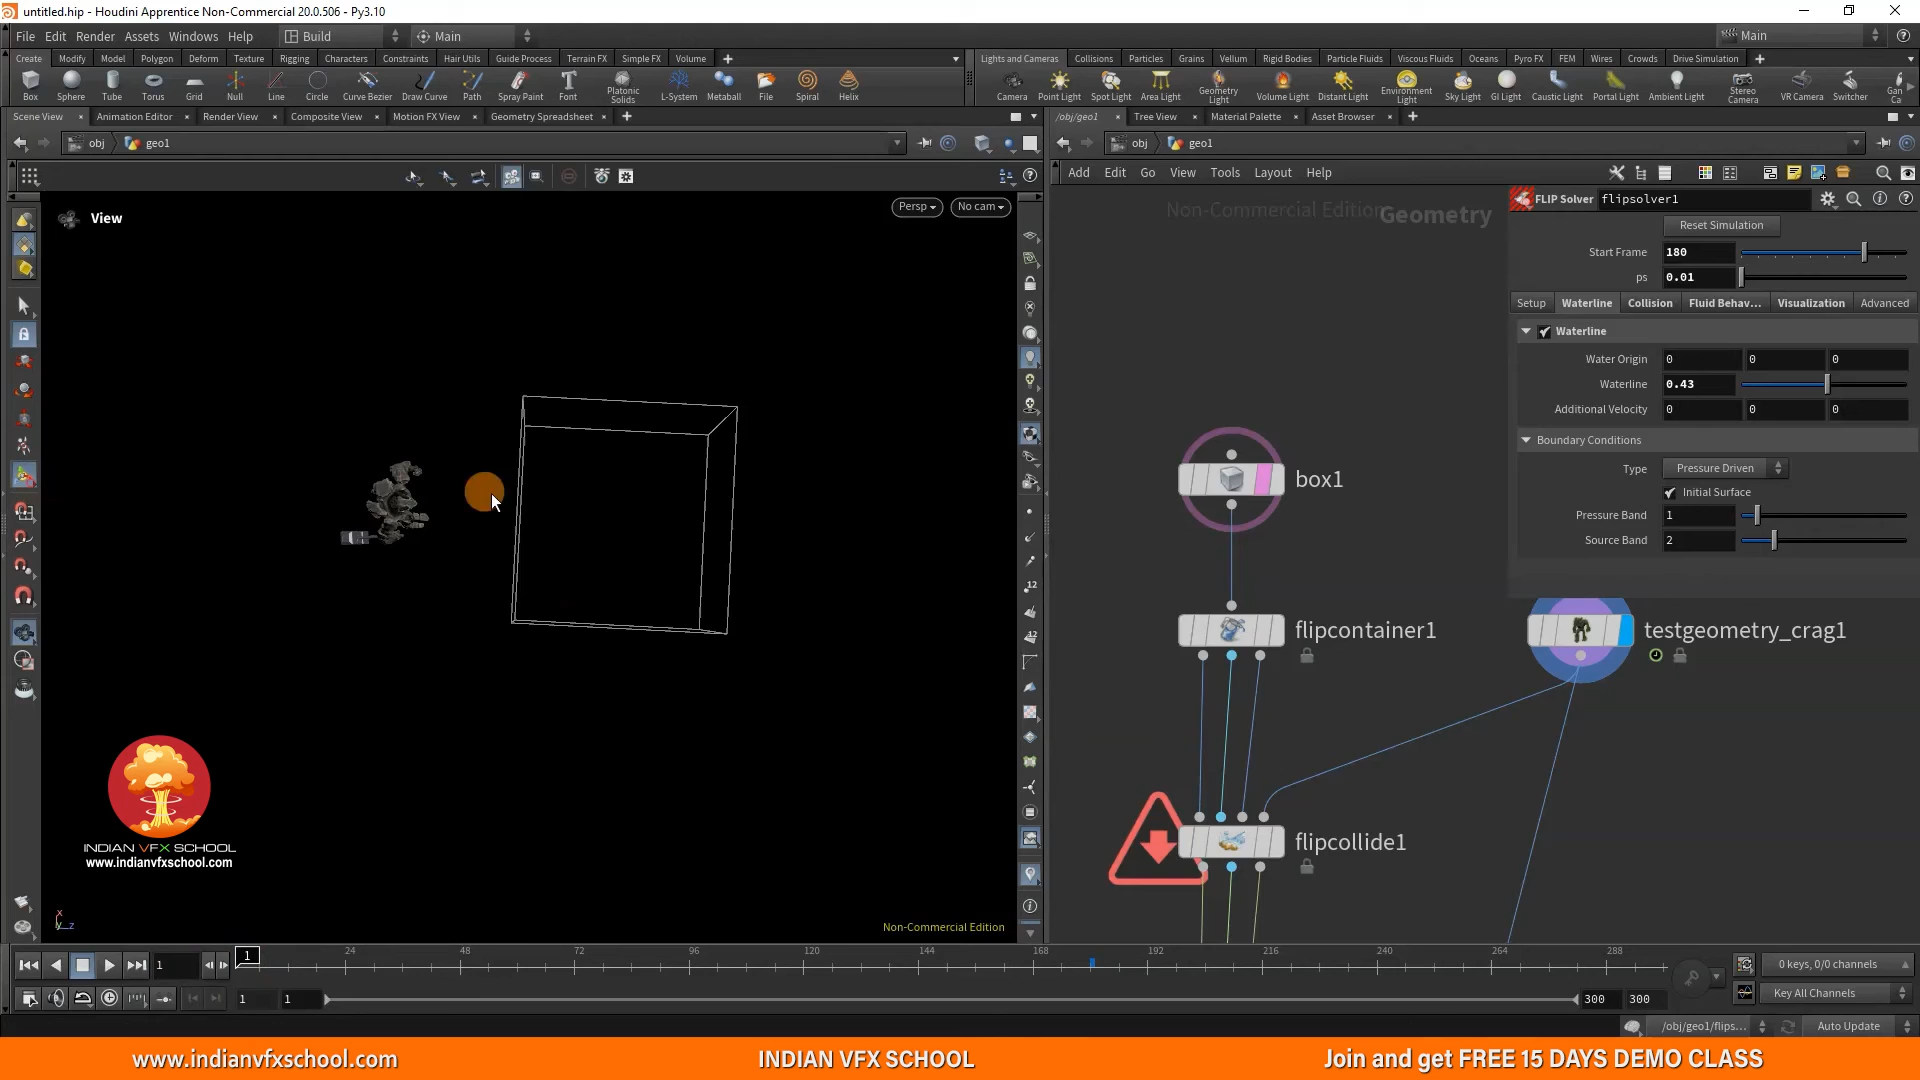 untitled.hip - Houdini Apprentice Non-Commercial 20.0.506 - Py3.10
File Edit Render Assets Windows Help Build Main Main
Create Modify Model Polygon Deform Texture Rigging Characters Constraints Hair Utils Guide Process Terrain FX Simple FX Volume
Lights and Cameras Collisions Particles Grains Vellum Rigid Bodies Particle Fluids Viscous Fluids Oceans Pyro FX FEM Wires Crowds Drive Simulation
Box Sphere Tube Torus Grid Null Line Circle Curve Bezier Draw Curve Path Spray Paint Font Platonic Solids L-System Metaball File Spiral Helix
Camera Point Light Spot Light Area Light Geometry Light Volume Light Distant Light Environment Light Sky Light GI Light Caustic Light Portal Light Ambient Light Stereo Camera VR Camera Switcher Gan Ca
Scene View Animation Editor Render View Composite View Motion FX View Geometry Spreadsheet
/obj/geo1 Tree View Material Palette Asset Browser
obj geo1
obj geo1
Add Edit Go View Tools Layout Help
View
Persp No cam
Non-Commercial Edition Geometry
FLIP Solver flipsolver1
Reset Simulation
Start Frame 180
ps 0.01
Setup Waterline Collision Fluid Behav... Visualization Advanced
Waterline
Water Origin 0 0 0
Waterline 0.43
Additional Velocity 0 0 0
Boundary Conditions
Type Pressure Driven
Initial Surface
Pressure Band 1
Source Band 2
box1
flipcontainer1
testgeometry_crag1
flipcollide1
12
12
INDIAN VFX SCHOOL
www.indianvfxschool.com
x
y z
Non-Commercial Edition
1 1 24 48 72 96 120 144 168 192 216 240 264 288
0 keys, 0/0 channels
1 1 300 300
Key All Channels
/obj/geo1/flips... Auto Update
www.indianvfxschool.com INDIAN VFX SCHOOL Join and get FREE 15 DAYS DEMO CLASS